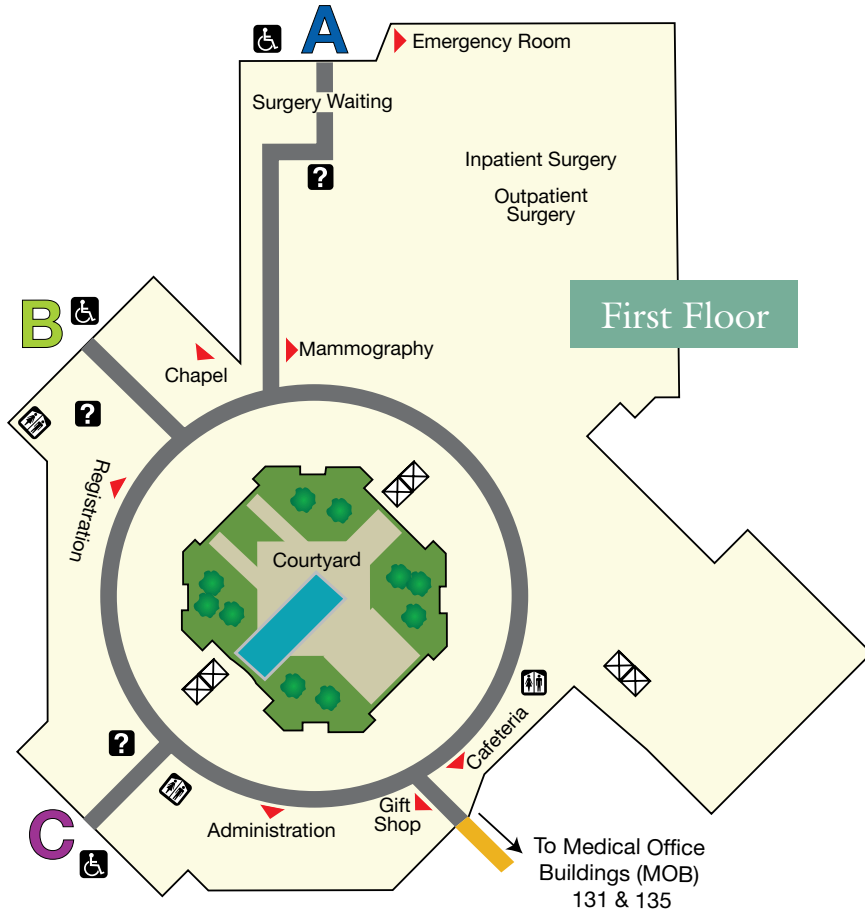 A
Emergency Room
Surgery Waiting
?
Inpatient Surgery
Outpatient
Surgery
First Floor
B
Mammography
Chapel
?
Registration
Courtyard
?
Cafeteria
C
Administration
Gift
Shop
To Medical Office
Buildings (MOB)
131 & 135